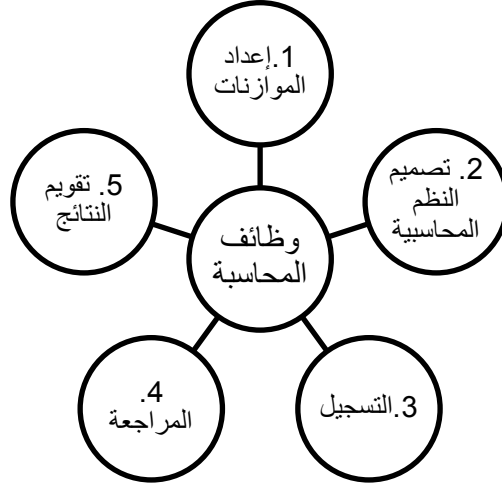 1.إعداد
الموازنات
2. تصميم
النظم
المحاسبية
3.التسجيل
4.
المراجعة
5. تقويم
النتائج
وظائف
المحاسبة